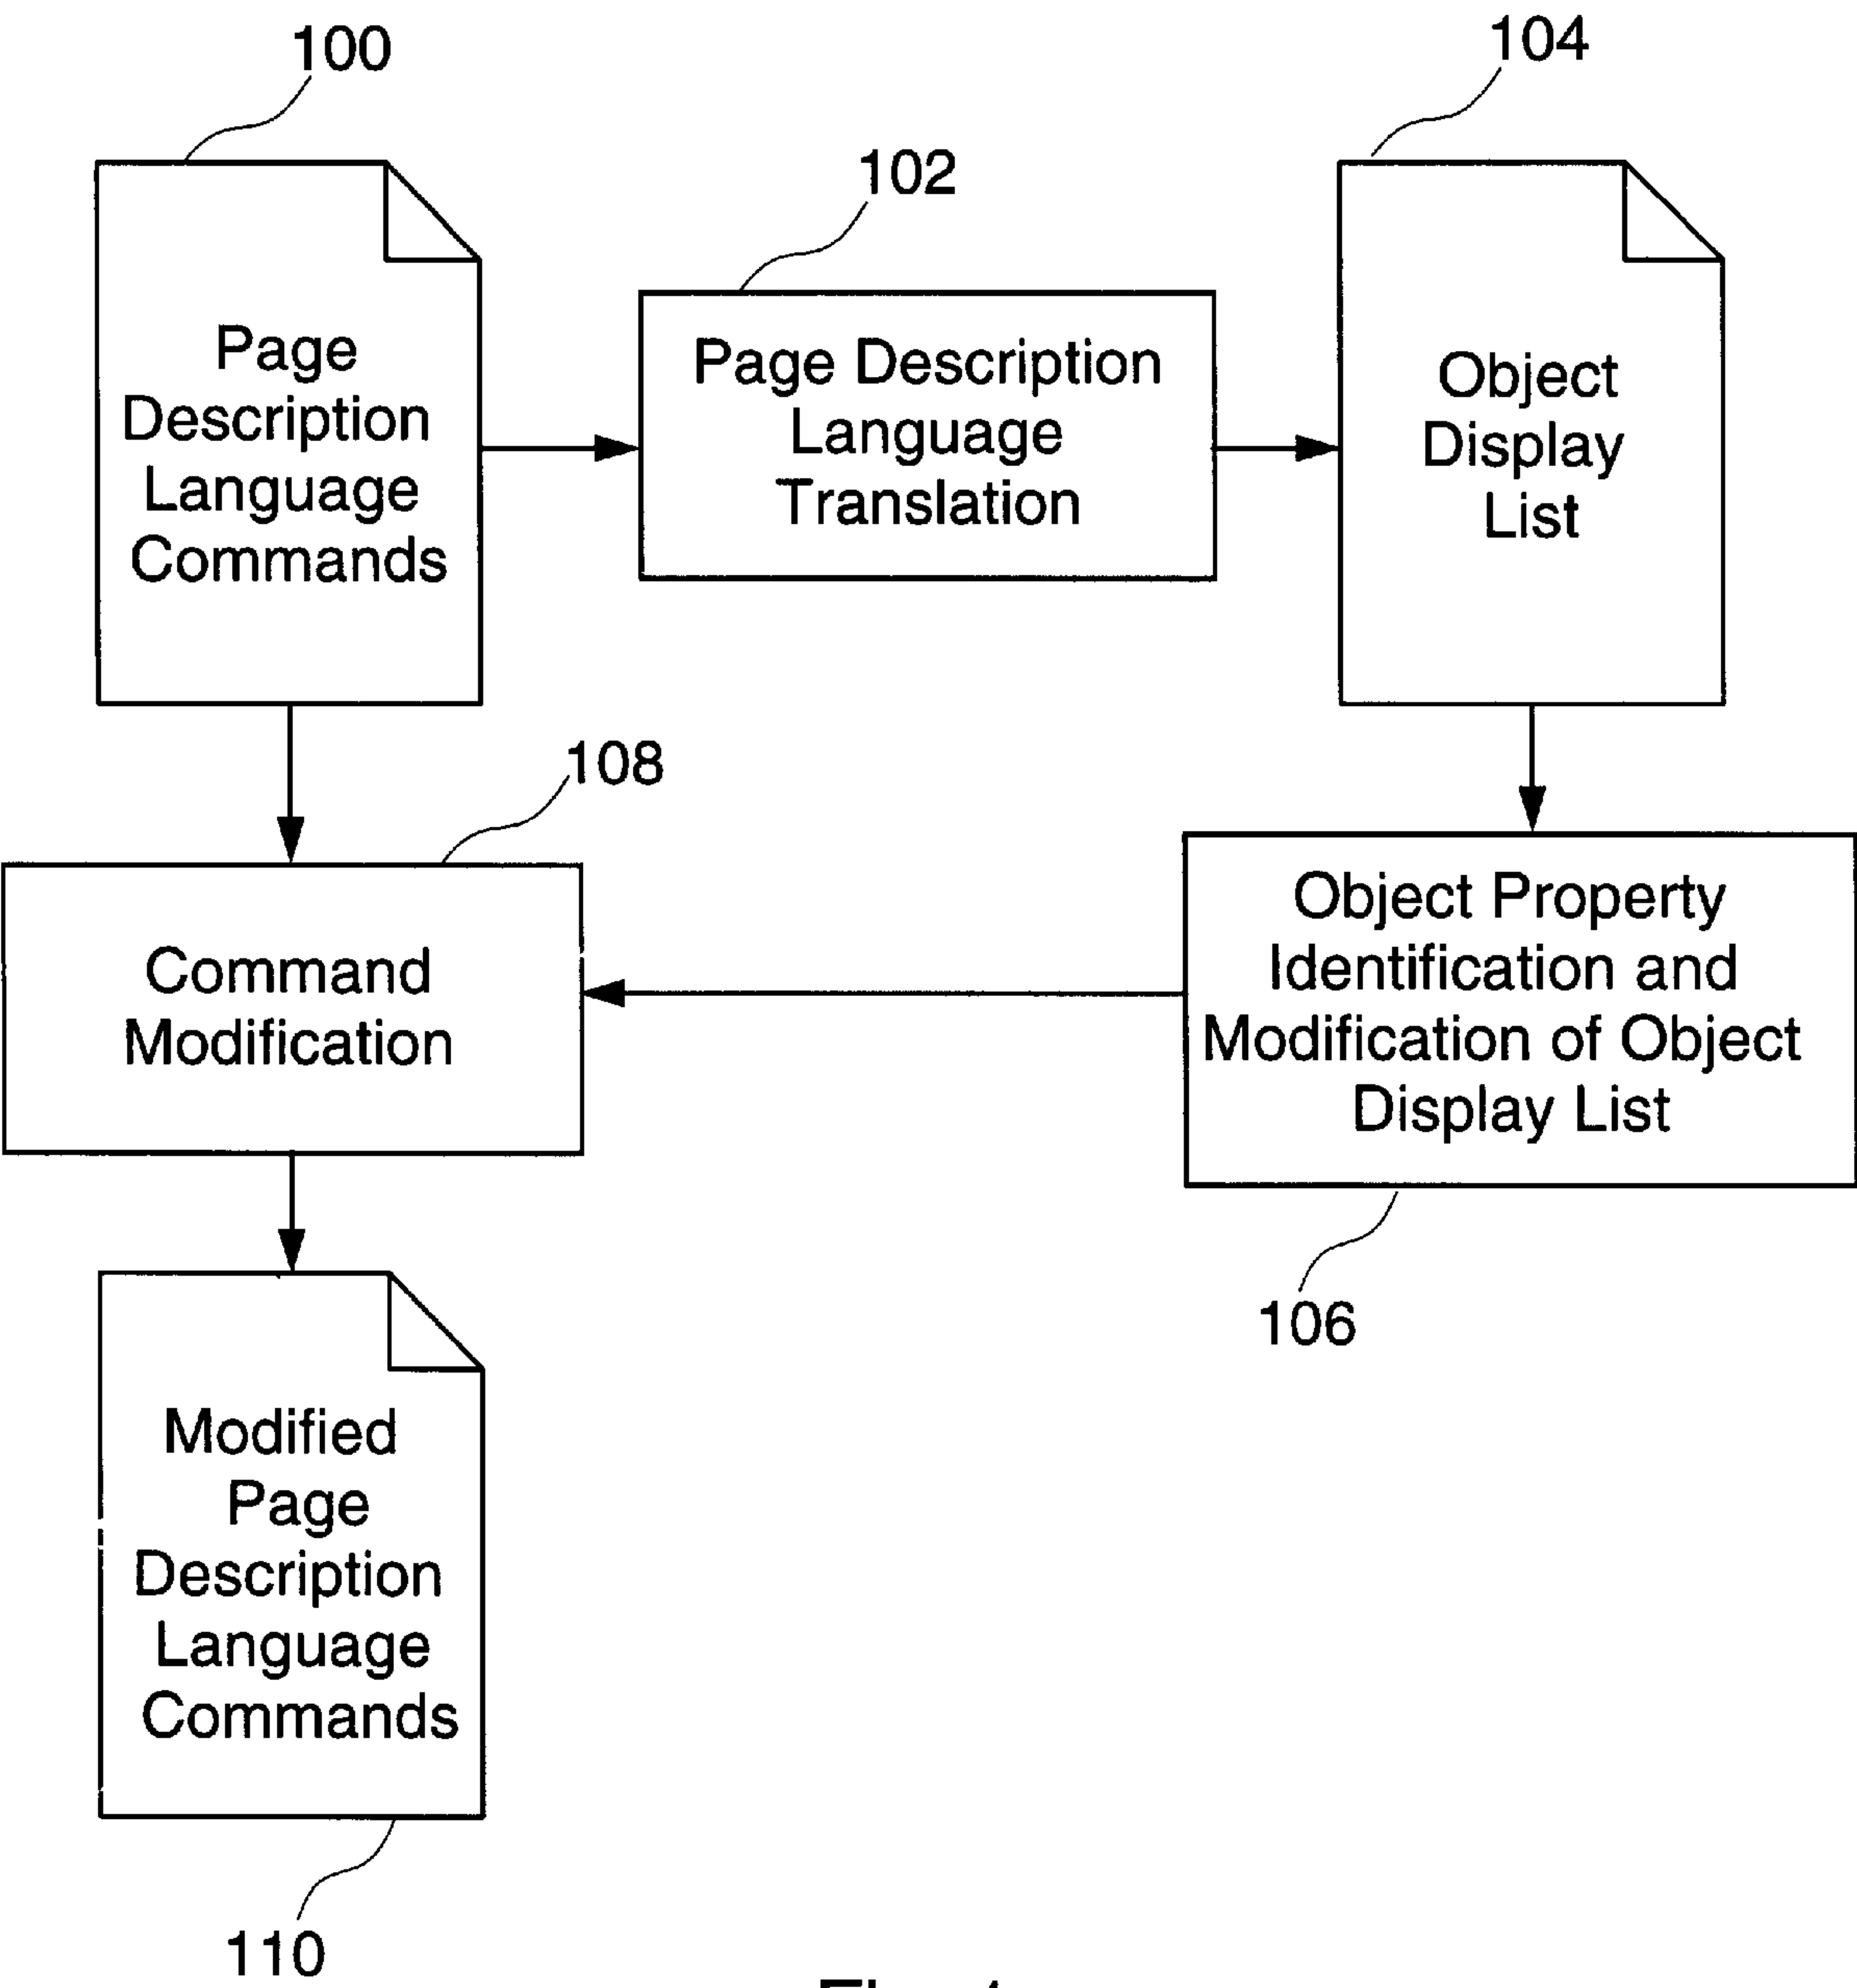 100
104
102
Page
Description
Language
Commands
Page Description
Language
Translation
Object
Display
List
108
Command
Modification
Object Property
Identification and
Modification of Object
Display List
106
Modified
Page
Description
Language
Commands
110